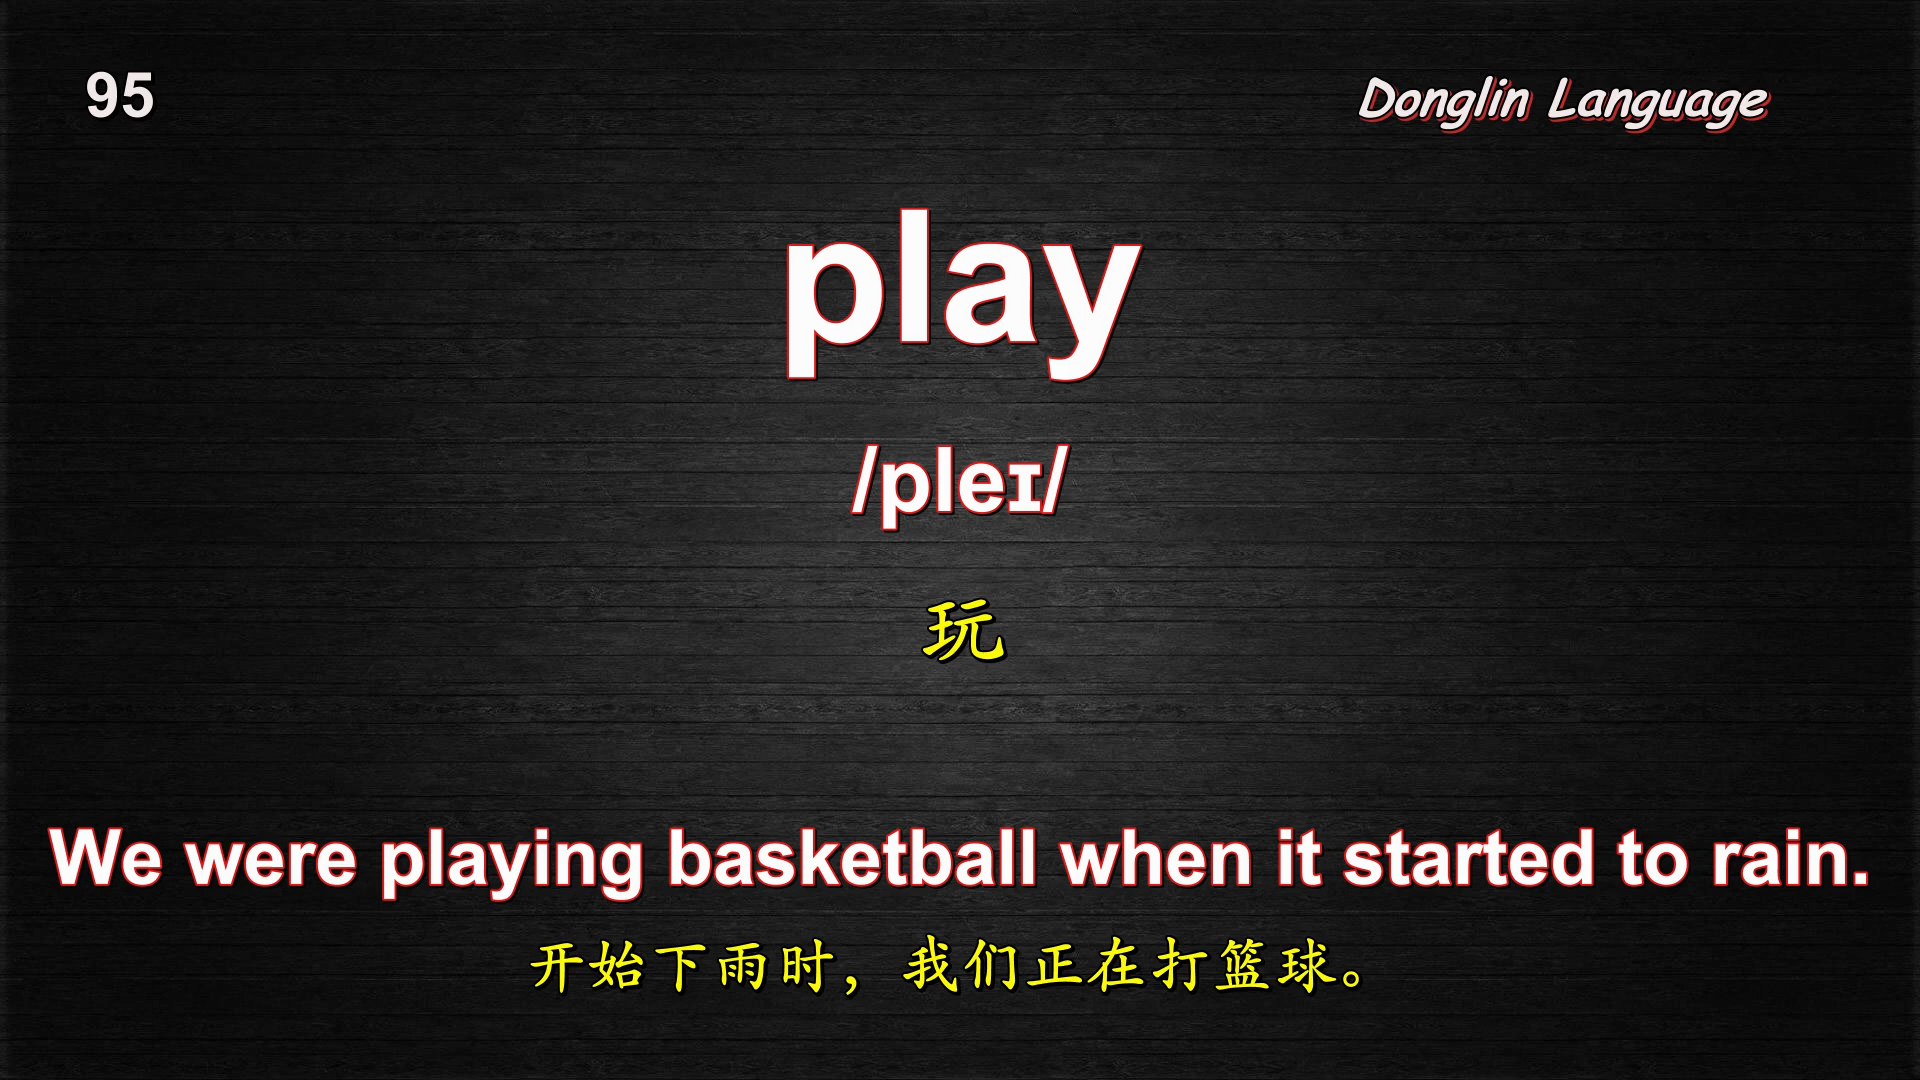 95
Donglin Language
play
/pleɪ/
玩
We were playing basketball when it started to rain.
开始下雨时，我们正在打篮球。